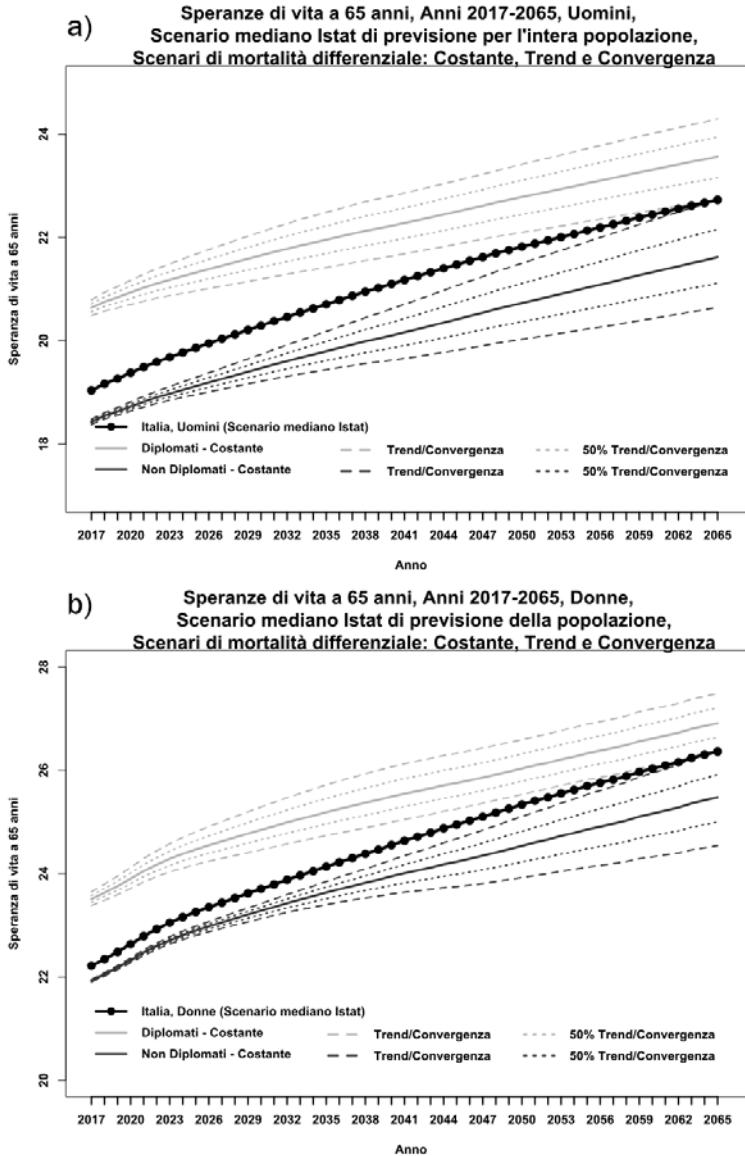 a)
Speranze di vita a 65 anni, Anni 2017-2065, Uomini,
Scenario mediano Istat di previsione per l'intera popolazione,
Scenari di mortalità differenziale: Costante, Trend e Convergenza
Speranza di vita a 65 anni
24
22
20
18
Italia, Uomini (Scenario mediano Istat)
Diplomati - Costante Trend/Convergenza 50% Trend/Convergenza
Non Diplomati - Costante Trend/Convergenza 50% Trend/Convergenza
2017 2020 2023 2026 2029 2032 2035 2038 2041 2044 2047 2050 2053 2056 2059 2062 2065
Anno
b)
Speranze di vita a 65 anni, Anni 2017-2065, Donne,
Scenario mediano Istat di previsione della popolazione,
Scenari di mortalità differenziale: Costante, Trend e Convergenza
Speranza di vita a 65 anni
28
26
24
22
20
Italia, Donne (Scenario mediano Istat)
Diplomati - Costante Trend/Convergenza 50% Trend/Convergenza
Non Diplomati - Costante Trend/Convergenza 50% Trend/Convergenza
2017 2020 2023 2026 2029 2032 2035 2038 2041 2044 2047 2050 2053 2056 2059 2062 2065
Anno